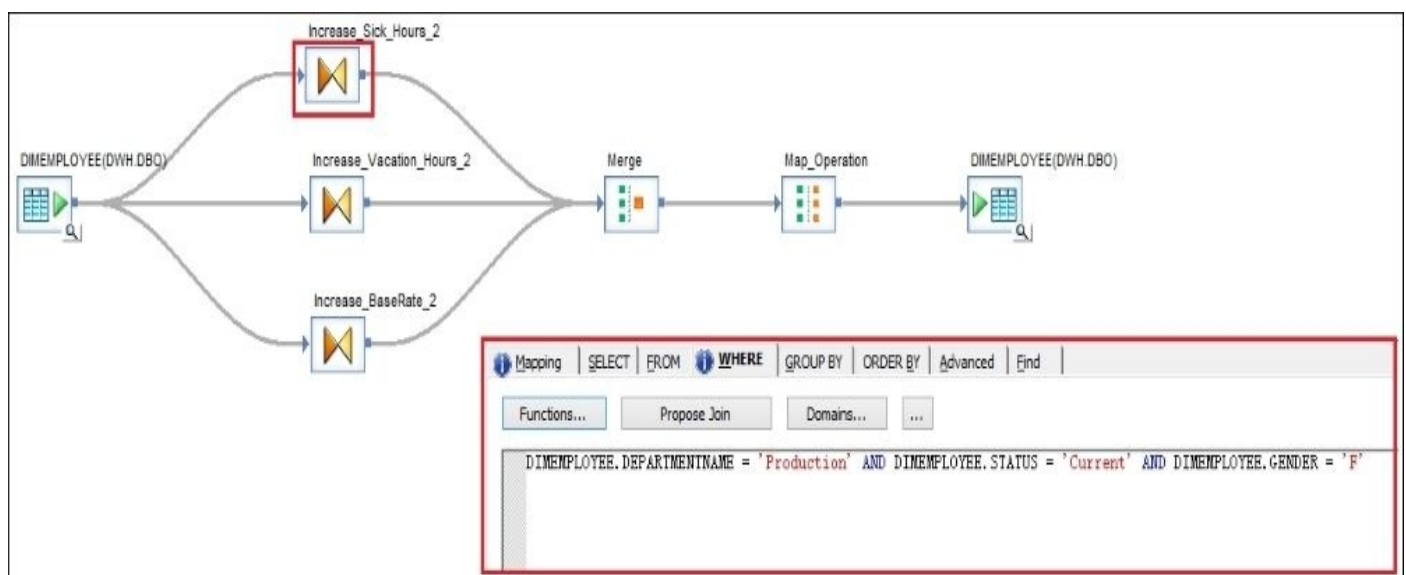 Increase_Sick_Hours_2
DIMEMPLOYEE(DWH.DBO)
Increase_Vacation_Hours_2
Merge
Map_Operation
DIMEMPLOYEE(DWH.DBO)
Increase_BaseRate_2
Mapping SELECT FROM WHERE GROUP BY ORDER BY Advanced Find
Functions... Propose Join Domains... ...
DIMEMPLOYEE.DEPARTMENTNAME = 'Production' AND DIMEMPLOYEE.STATUS = 'Current' AND DIMEMPLOYEE.GENDER = 'F'